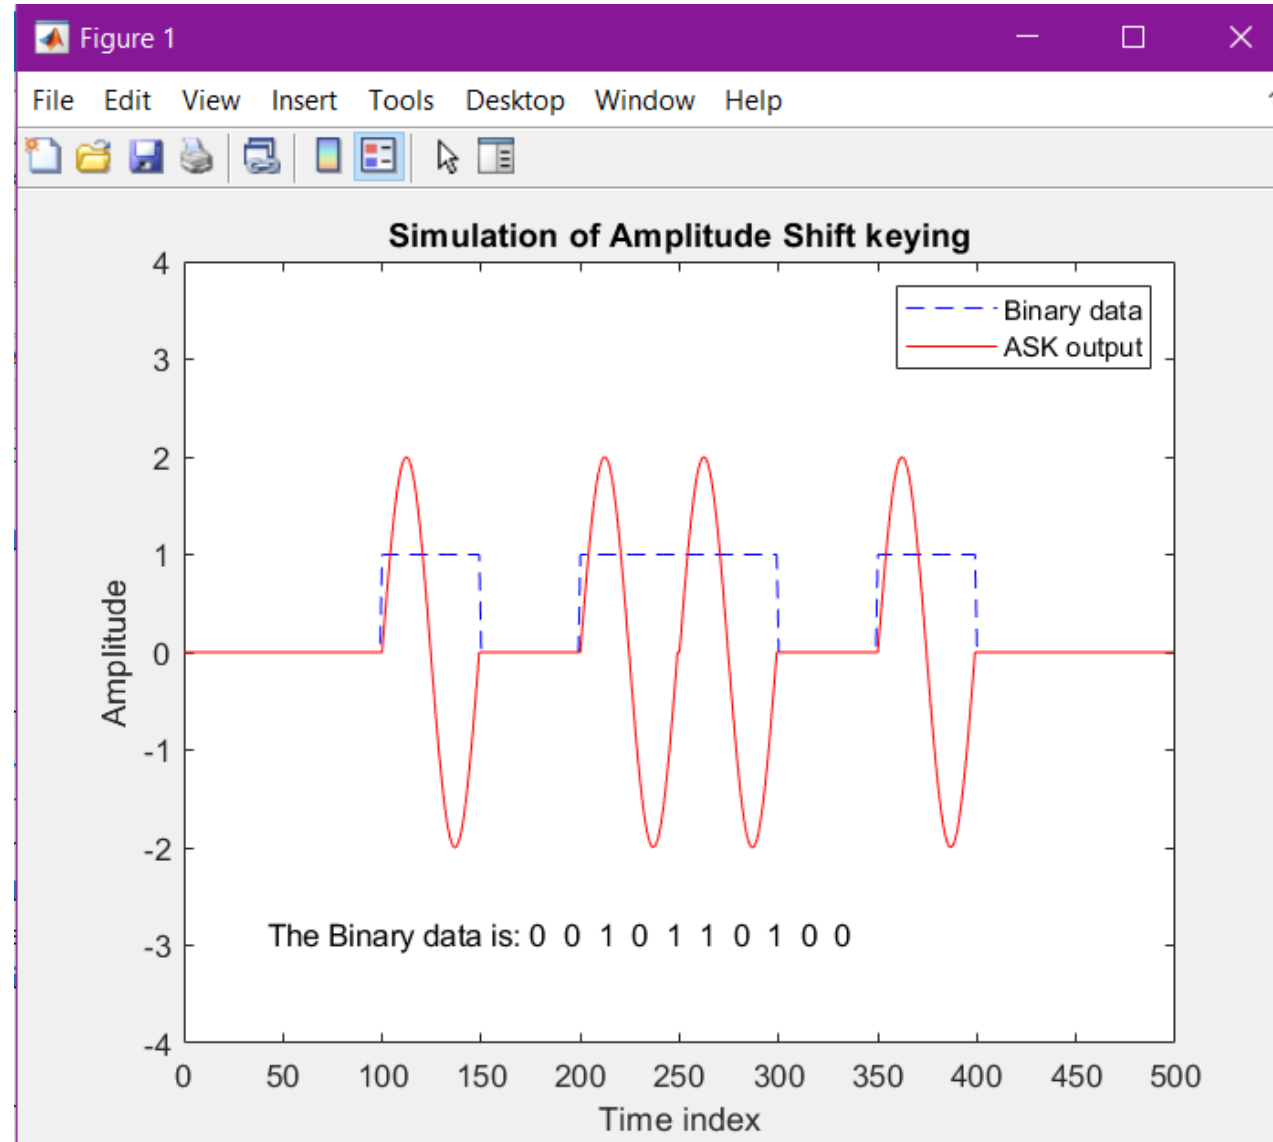 Figure 1
File Edit View Insert Tools Desktop Window Help
Simulation of Amplitude Shift keying
Binary data
ASK output
4
3
2
1
0
-1
-2
-3
-4
Amplitude
The Binary data is: 0 0 1 0 1 1 0 1 0 0
0 50 100 150 200 250 300 350 400 450 500
Time index